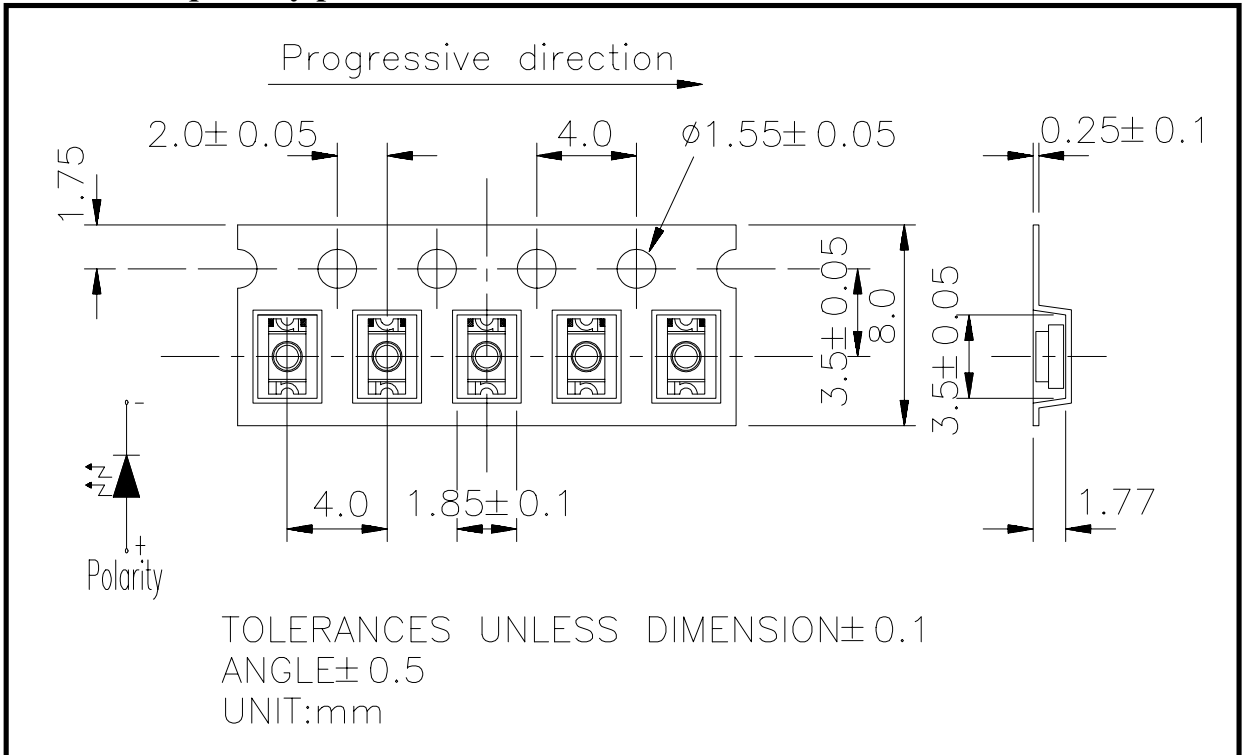 Progressive direction
2.0± 0.05
4.0
ø1.55± 0.05
0.25± 0.1
1.75
3.5± 0.05
8.0
3.5± 0.05
-
4.0
1.85± 0.1
1.77
+
Polarity
TOLERANCES UNLESS DIMENSION± 0.1
ANGLE± 0.5
UNIT:mm